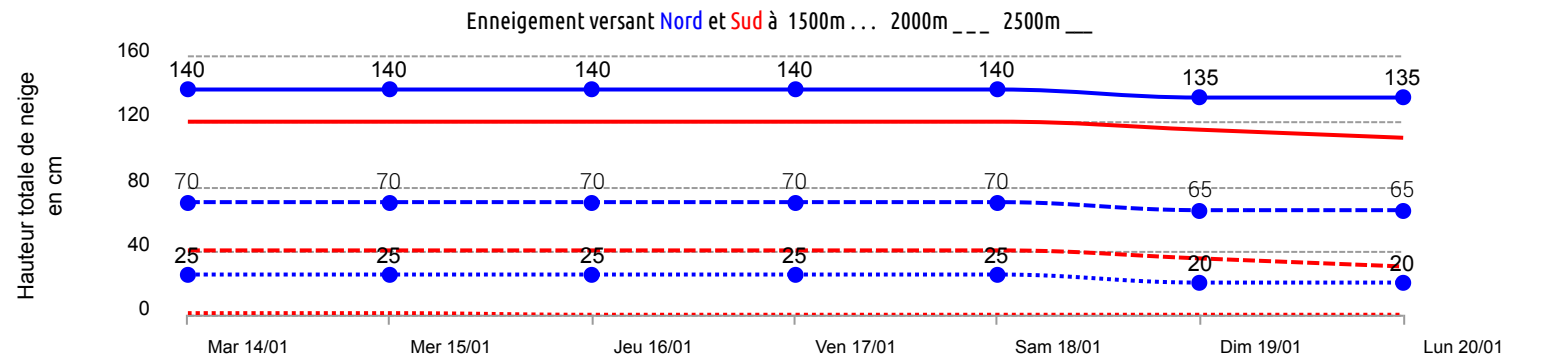 Enneigement versant Nord et Sud à 1500m . . . 2000m _ _ _ 2500m __
Hauteur totale de neige
en cm
160
140 140 140 140 140 135 135
120
80
70 70 70 70 70 65 65
40
25 25 25 25 25 20 20
0
Mar 14/01 Mer 15/01 Jeu 16/01 Ven 17/01 Sam 18/01 Dim 19/01 Lun 20/01